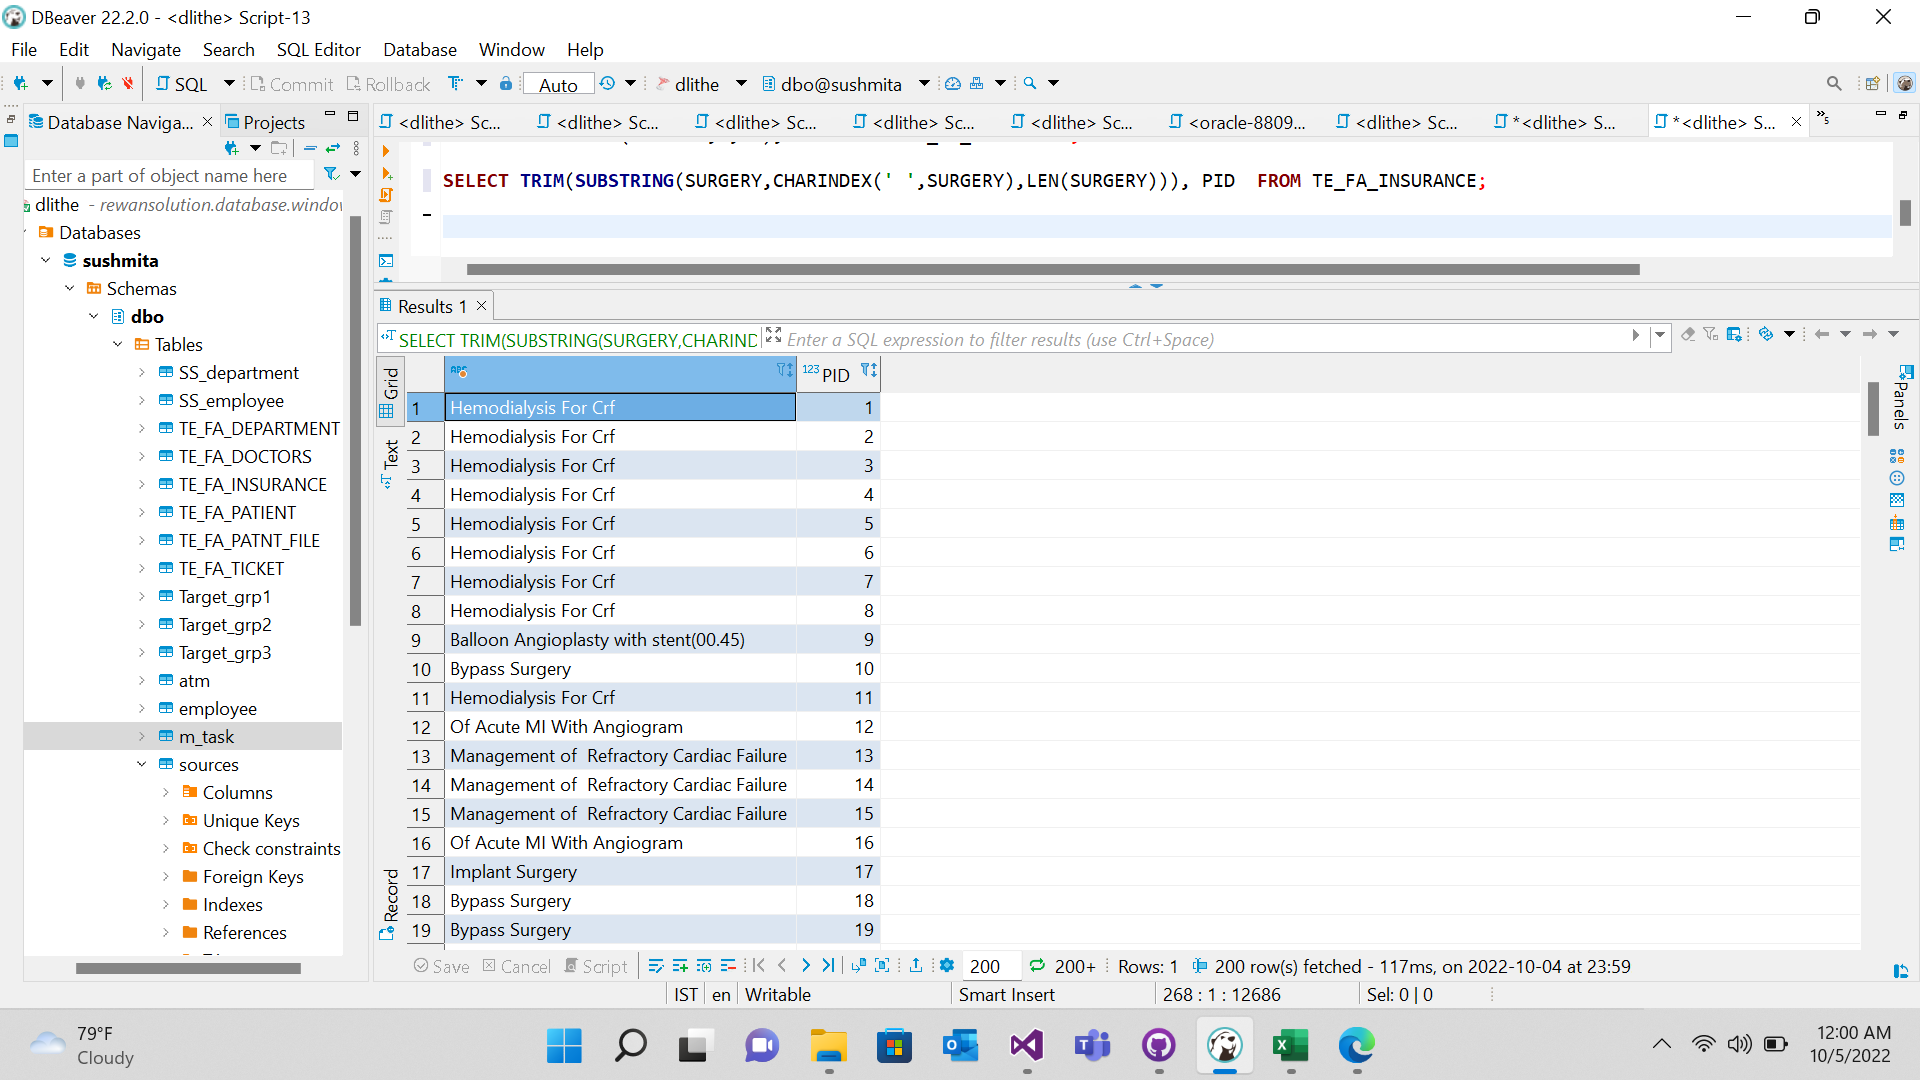 DBeaver 22.2.0 - <dlithe> Script-13
File Edit Navigate Search SQL Editor Database Window Help
SQL Commit Rollback Auto dlithe dbo@sushmita
Database Naviga... Projects
<dlithe> Sc... <dlithe> Sc... <dlithe> Sc... <dlithe> Sc... <dlithe> Sc... <oracle-8809... <dlithe> Sc... *<dlithe> S... *<dlithe> S... »5
Enter a part of object name here
SELECT TRIM(SUBSTRING(SURGERY,CHARINDEX(' ',SURGERY),LEN(SURGERY))), PID  FROM TE_FA_INSURANCE;
dlithe - rewansolution.database.windov
Databases
sushmita
Schemas
dbo
Tables
SS_department
SS_employee
TE_FA_DEPARTMENT
TE_FA_DOCTORS
TE_FA_INSURANCE
TE_FA_PATIENT
TE_FA_PATNT_FILE
TE_FA_TICKET
Target_grp1
Target_grp2
Target_grp3
atm
employee
m_task
sources
Columns
Unique Keys
Check constraints
Foreign Keys
Indexes
References
Results 1
SELECT TRIM(SUBSTRING(SURGERY,CHARIND Enter a SQL expression to filter results (use Ctrl+Space)
Grid
Text
Record
Panels
ABC 123 PID
1 Hemodialysis For Crf 1
2 Hemodialysis For Crf 2
3 Hemodialysis For Crf 3
4 Hemodialysis For Crf 4
5 Hemodialysis For Crf 5
6 Hemodialysis For Crf 6
7 Hemodialysis For Crf 7
8 Hemodialysis For Crf 8
9 Balloon Angioplasty with stent(00.45) 9
10 Bypass Surgery 10
11 Hemodialysis For Crf 11
12 Of Acute MI With Angiogram 12
13 Management of  Refractory Cardiac Failure 13
14 Management of  Refractory Cardiac Failure 14
15 Management of  Refractory Cardiac Failure 15
16 Of Acute MI With Angiogram 16
17 Implant Surgery 17
18 Bypass Surgery 18
19 Bypass Surgery 19
Save Cancel Script 200 200+ Rows: 1 200 row(s) fetched - 117ms, on 2022-10-04 at 23:59
IST en Writable Smart Insert 268 : 1 : 12686 Sel: 0 | 0
79°F
Cloudy
12:00 AM
10/5/2022